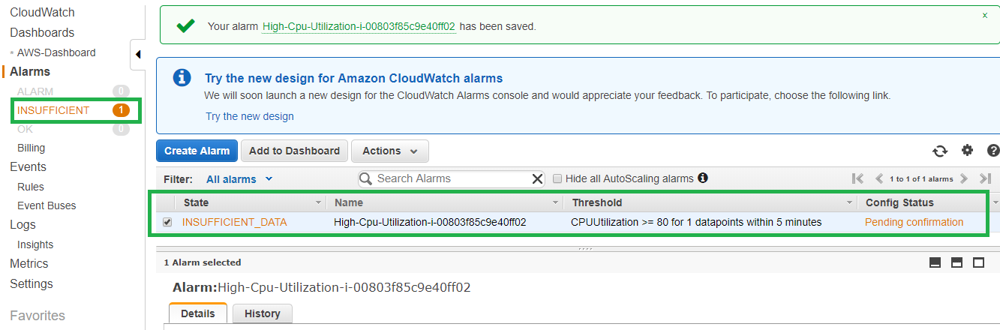 CloudWatch
Dashboards
* AWS-Dashboard
Alarms
ALARM 0
INSUFFICIENT 1
OK 0
Billing
Events
Rules
Event Buses
Logs
Insights
Metrics
Settings
Favorites
Your alarm High-Cpu-Utilization-i-00803f85c9e40ff02 has been saved.
x
Try the new design for Amazon CloudWatch alarms
We will soon launch a new design for the CloudWatch Alarms console and would appreciate your feedback. To participate, choose the following link.
Try the new design
Create Alarm Add to Dashboard Actions
Filter: All alarms Search Alarms Hide all AutoScaling alarms 1 to 1 of 1 alarms
State Name Threshold Config Status
INSUFFICIENT_DATA High-Cpu-Utilization-i-00803f85c9e40ff02 CPUUtilization >= 80 for 1 datapoints within 5 minutes Pending confirmation
1 Alarm selected
Alarm:High-Cpu-Utilization-i-00803f85c9e40ff02
Details History